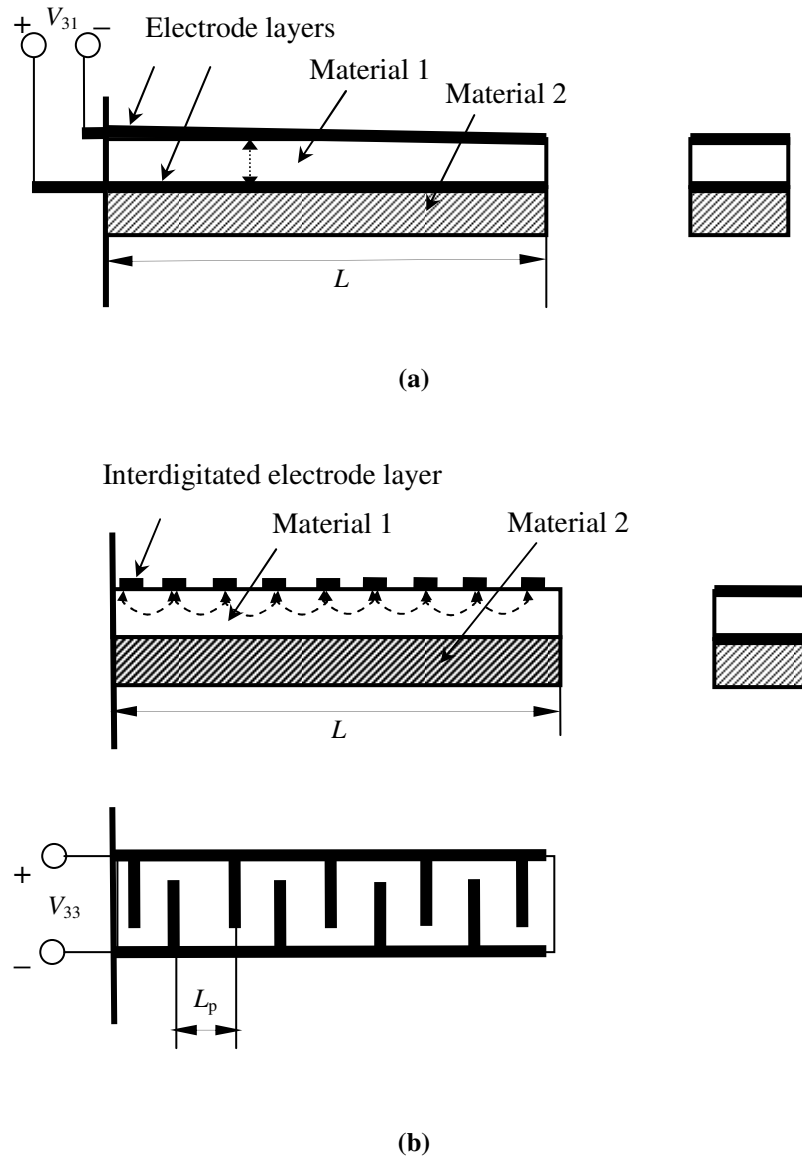 + V31 −
Electrode layers
Material 1
Material 2
L
(a)
Interdigitated electrode layer
Material 1
Material 2
L
+
V33
−
Lp
(b)